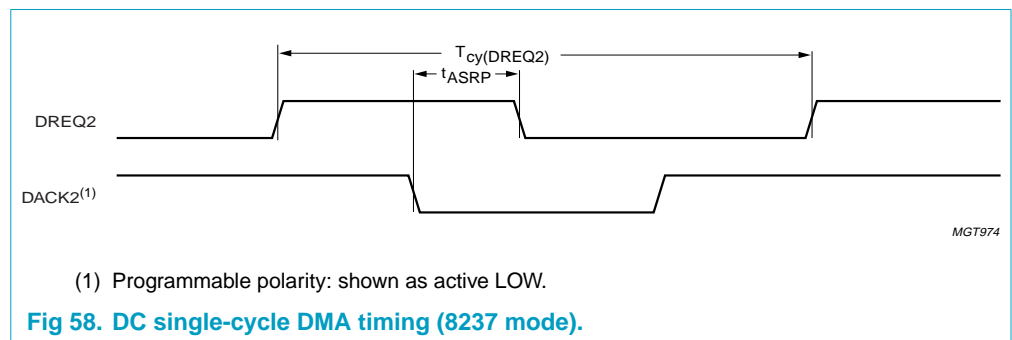 Tcy(DREQ2)
tASRP
DREQ2
DACK2(1)
MGT974
(1) Programmable polarity: shown as active LOW.
Fig 58. DC single-cycle DMA timing (8237 mode).